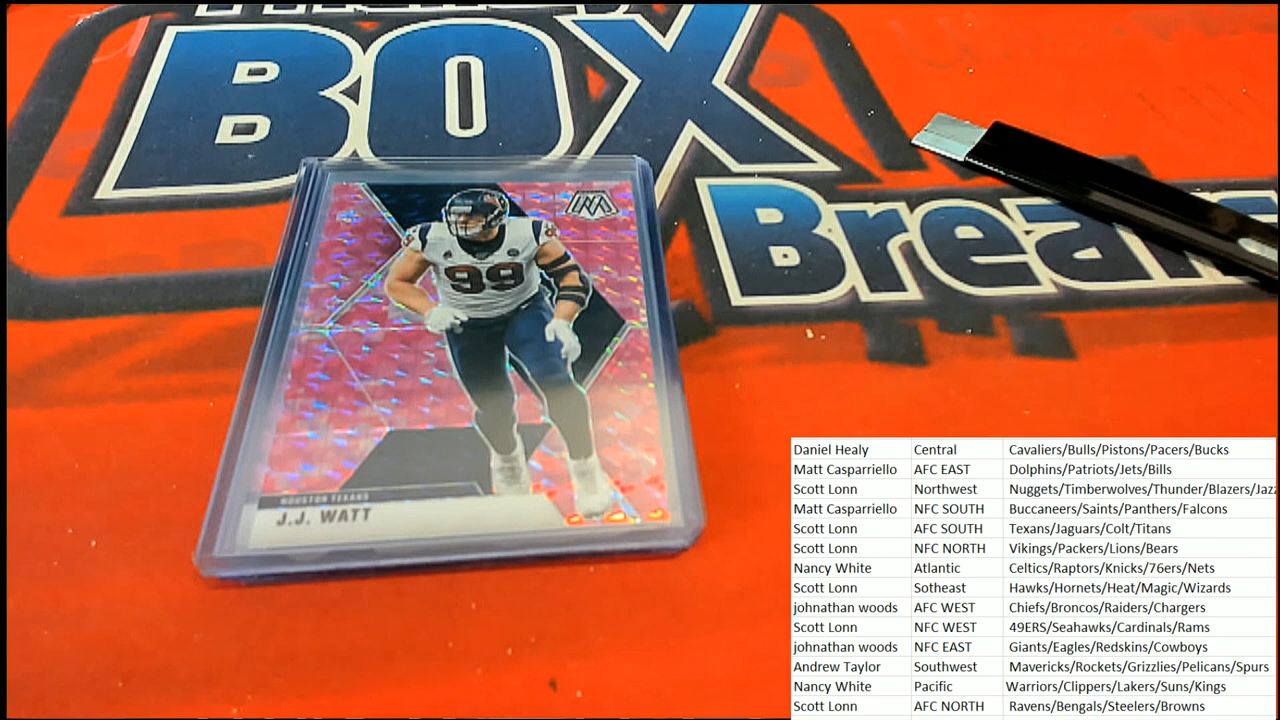 BOX
Breaks
99
HOUSTON TEXANS
J.J. WATT
Daniel Healy Central Cavaliers/Bulls/Pistons/Pacers/Bucks
Matt Casparriello AFC EAST Dolphins/Patriots/Jets/Bills
Scott Lonn Northwest Nuggets/Timberwolves/Thunder/Blazers/Jazz
Matt Casparriello NFC SOUTH Buccaneers/Saints/Panthers/Falcons
Scott Lonn AFC SOUTH Texans/Jaguars/Colt/Titans
Scott Lonn NFC NORTH Vikings/Packers/Lions/Bears
Nancy White Atlantic Celtics/Raptors/Knicks/76ers/Nets
Scott Lonn Sotheast Hawks/Hornets/Heat/Magic/Wizards
johnathan woods AFC WEST Chiefs/Broncos/Raiders/Chargers
Scott Lonn NFC WEST 49ERS/Seahawks/Cardinals/Rams
johnathan woods NFC EAST Giants/Eagles/Redskins/Cowboys
Andrew Taylor Southwest Mavericks/Rockets/Grizzlies/Pelicans/Spurs
Nancy White Pacific Warriors/Clippers/Lakers/Suns/Kings
Scott Lonn AFC NORTH Ravens/Bengals/Steelers/Browns